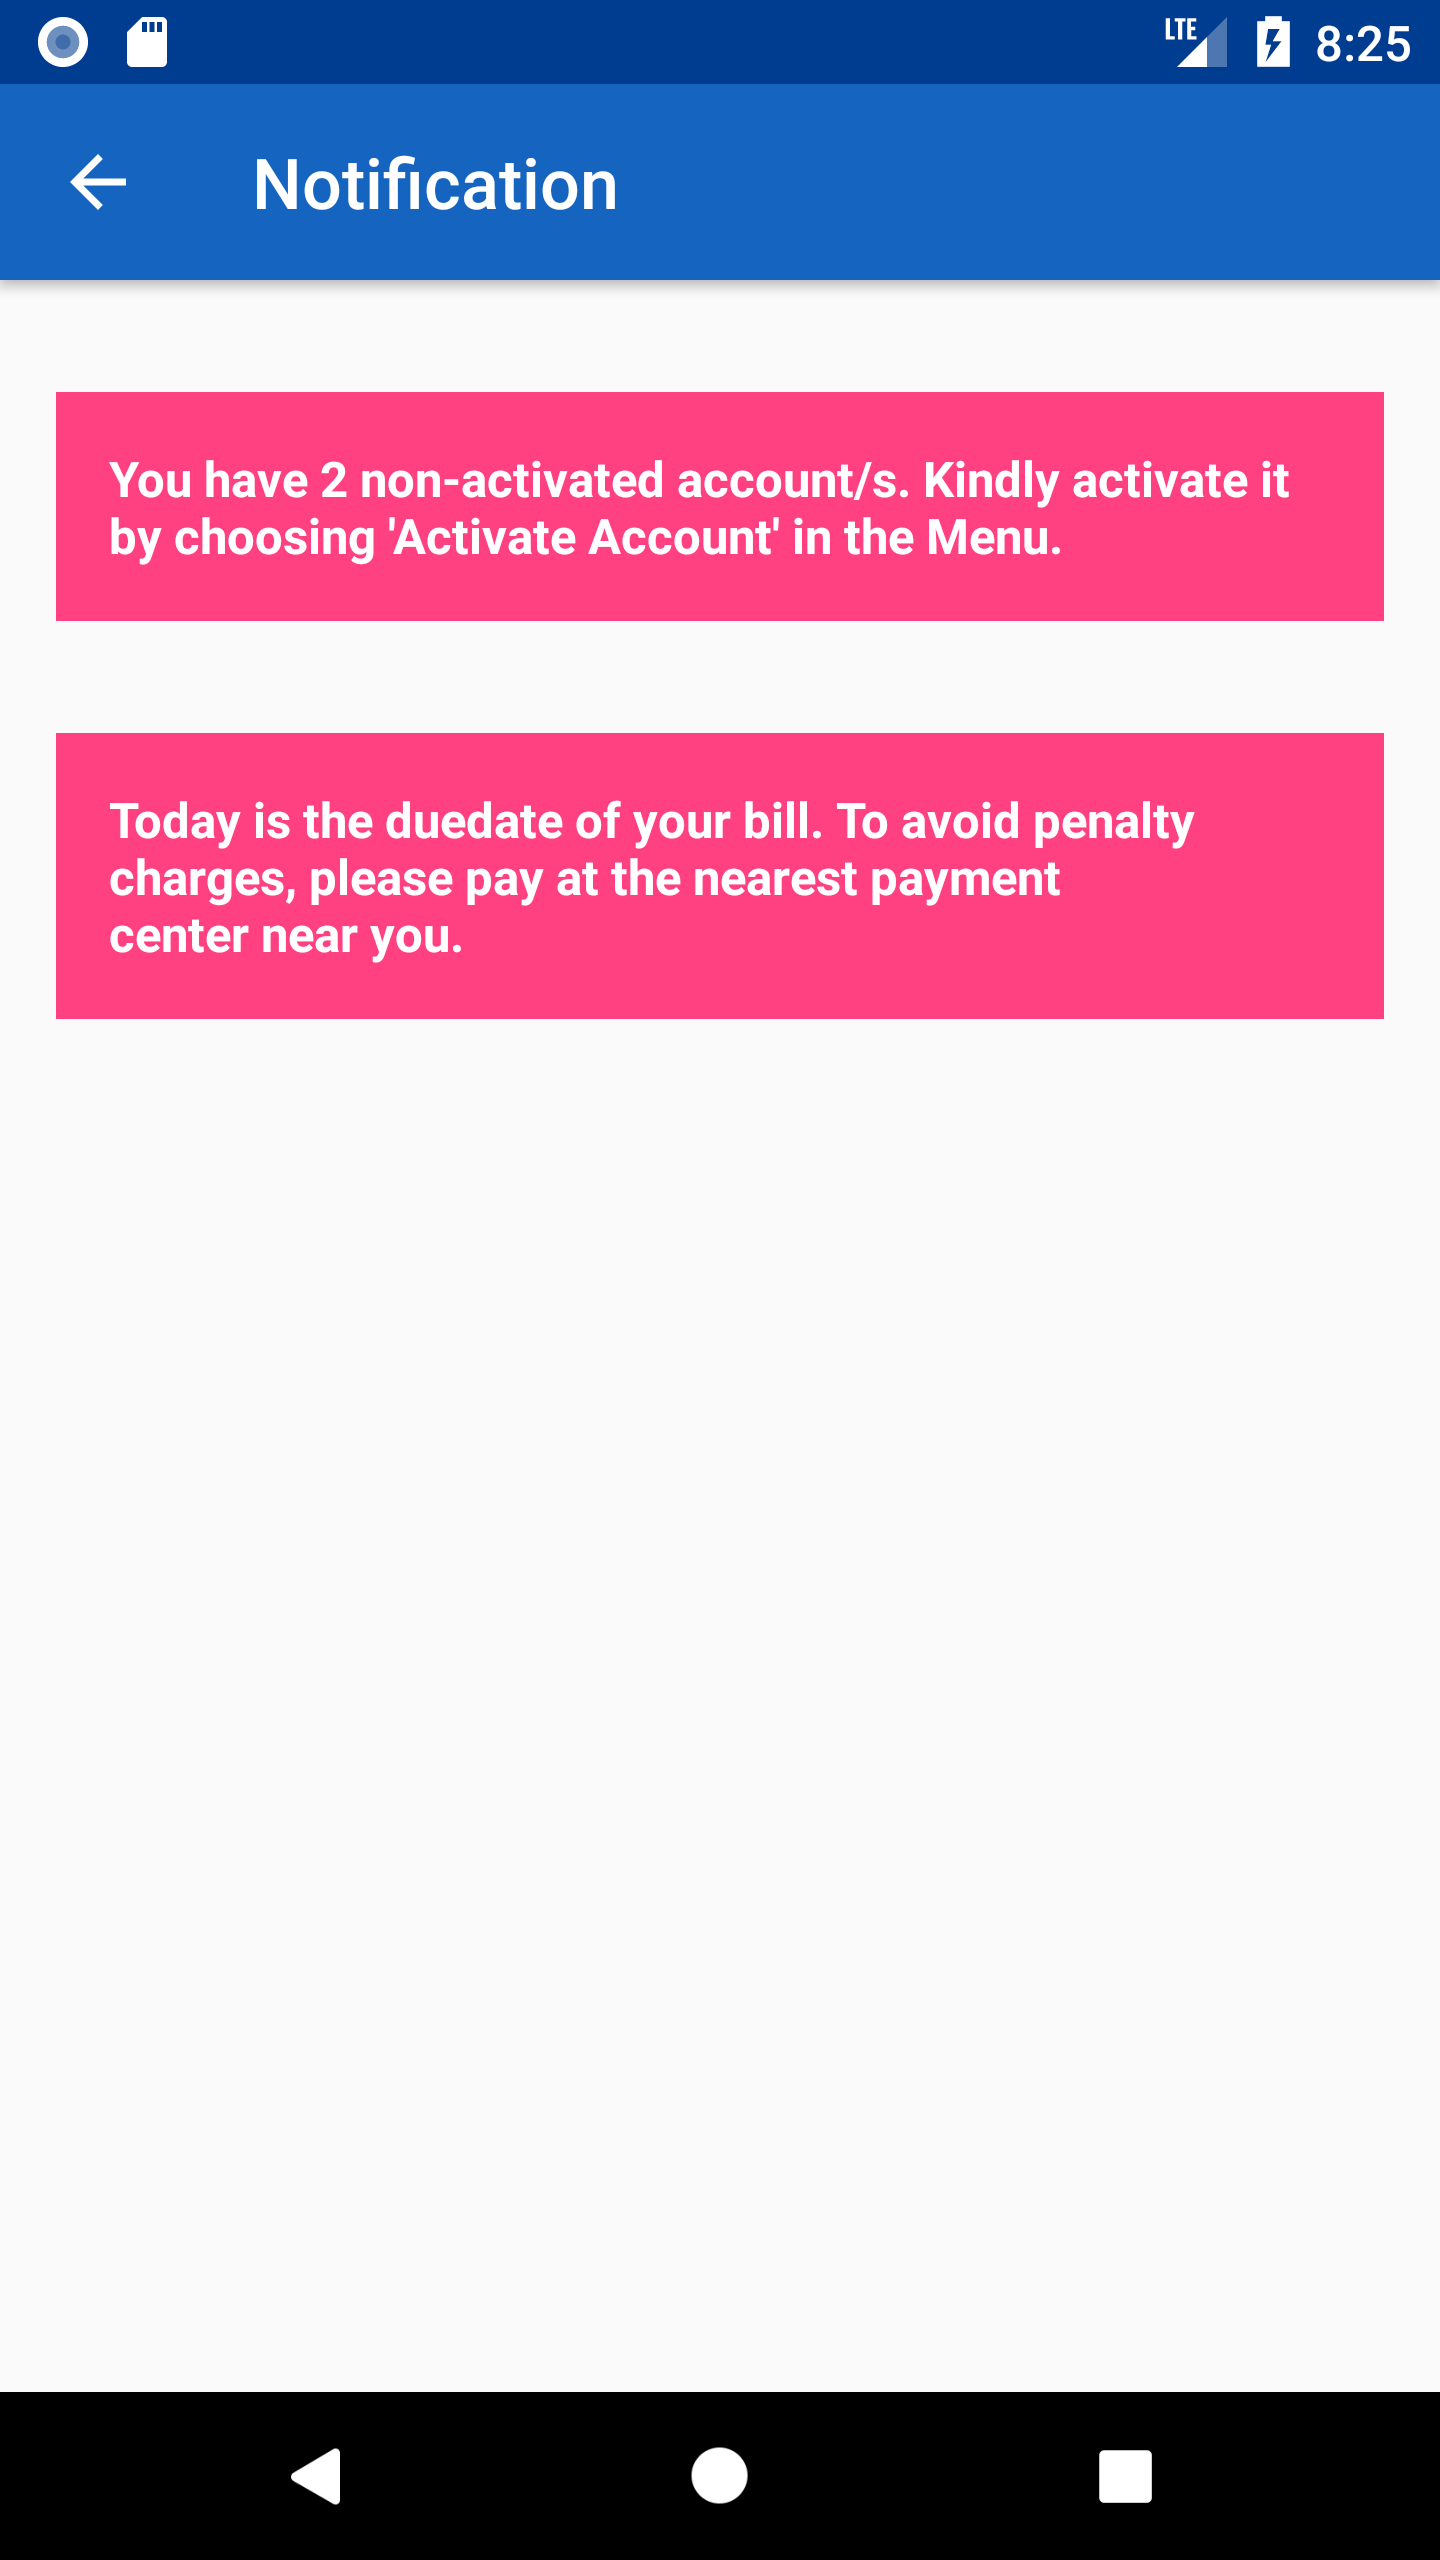 LTE 8:25
Notification
You have 2 non-activated account/s. Kindly activate it
by choosing 'Activate Account' in the Menu.
Today is the duedate of your bill. To avoid penalty
charges, please pay at the nearest payment
center near you.